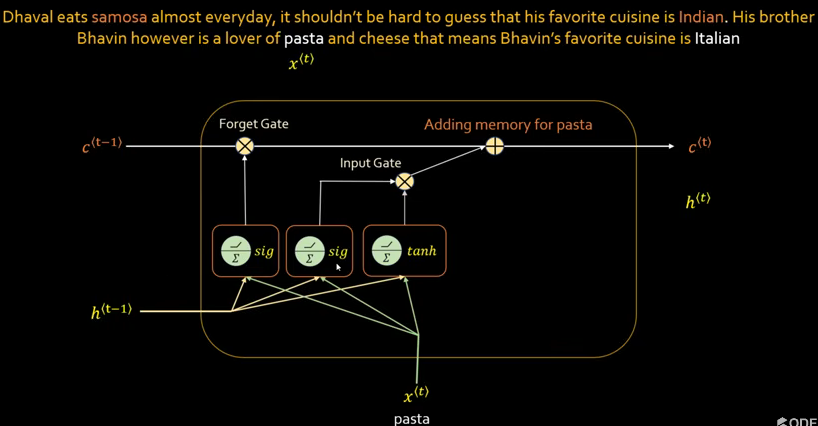 Dhaval eats samosa almost everyday, it shouldn't be hard to guess that his favorite cuisine is Indian. His brother
Bhavin however is a lover of pasta and cheese that means Bhavin's favorite cuisine is Italian
x⟨t⟩
Forget Gate
Adding memory for pasta
c⟨t−1⟩
c⟨t⟩
Input Gate
h⟨t⟩
Σ sig
Σ sig
Σ tanh
h⟨t−1⟩
x⟨t⟩
pasta